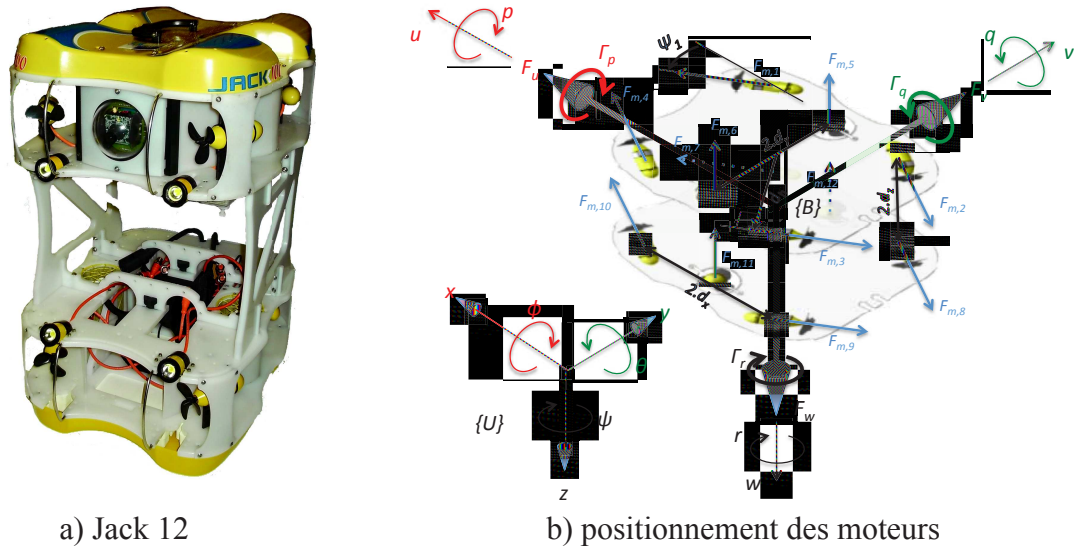 JACK
p
u
Γp
Fu
Fm,4
ψ1
Fm,1
Fm,5
q
v
Γq
Fm,6
Fm,7
Fm,12
{B}
2.dz
Fm,2
Fm,10
Fm,3
Fm,11
2.dx
Fm,8
Fm,9
x
ϕ
y
θ
{U}
ψ
z
Γr
Fw
r
w
a) Jack 12
b) positionnement des moteurs